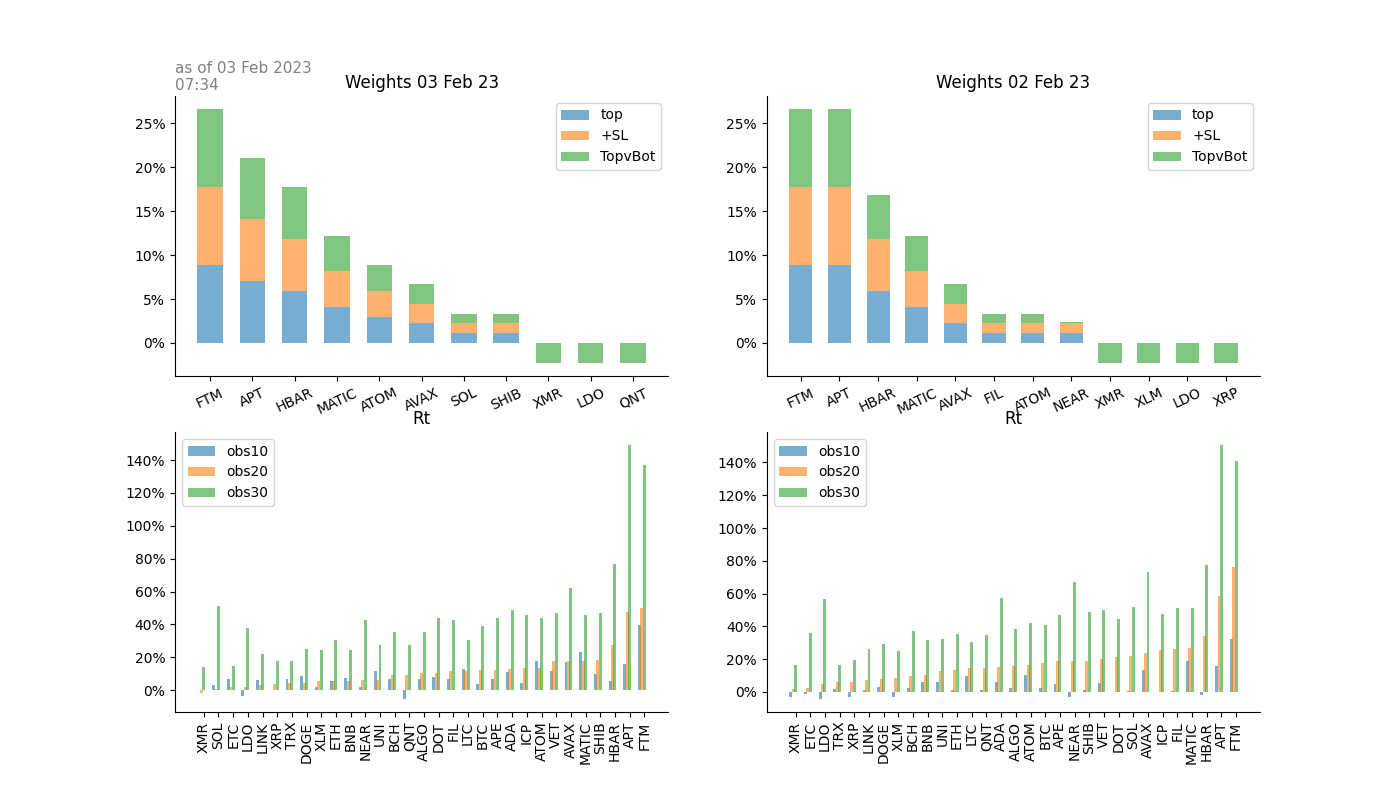 as of 03 Feb 2023
07:34
Weights 03 Feb 23
25%
20%
15%
10%
5%
0%
top
+SL
TopvBot
FTM APT HBAR MATIC ATOM AVAX SOL SHIB XMR LDO QNT
Weights 02 Feb 23
25%
20%
15%
10%
5%
0%
top
+SL
TopvBot
FTM APT HBAR MATIC AVAX FIL ATOM NEAR XMR XLM LDO XRP
Rt
140%
120%
100%
80%
60%
40%
20%
0%
obs10
obs20
obs30
XMR SOL ETC LDO LINK XRP TRX DOGE XLM ETH BNB NEAR UNI BCH QNT ALGO DOT FIL LTC BTC APE ADA ICP ATOM VET AVAX MATIC SHIB HBAR APT FTM
Rt
140%
120%
100%
80%
60%
40%
20%
0%
obs10
obs20
obs30
XMR ETC LDO TRX XRP LINK DOGE XLM BCH BNB UNI ETH LTC QNT ADA ALGO ATOM BTC APE NEAR SHIB VET DOT SOL AVAX ICP FIL MATIC HBAR APT FTM